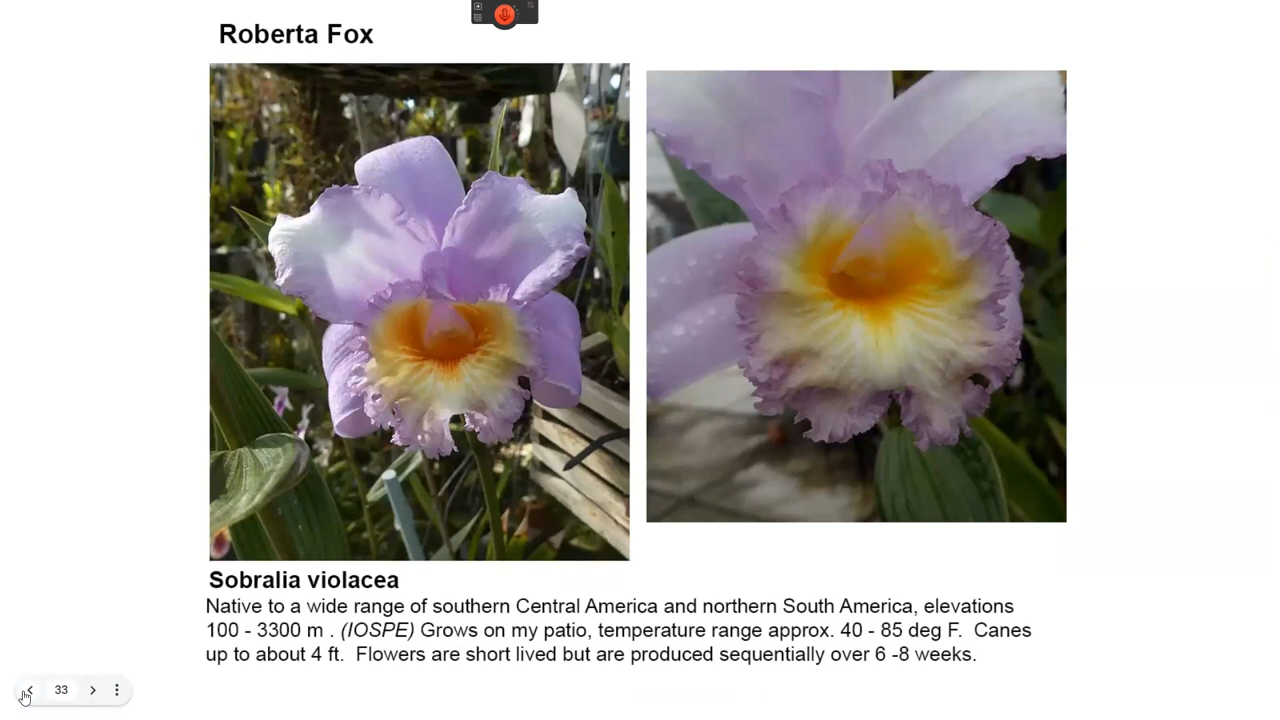 Roberta Fox
Sobralia violacea
Native to a wide range of southern Central America and northern South America, elevations
100 - 3300 m . (IOSPE) Grows on my patio, temperature range approx. 40 - 85 deg F.  Canes
up to about 4 ft.  Flowers are short lived but are produced sequentially over 6 -8 weeks.
33